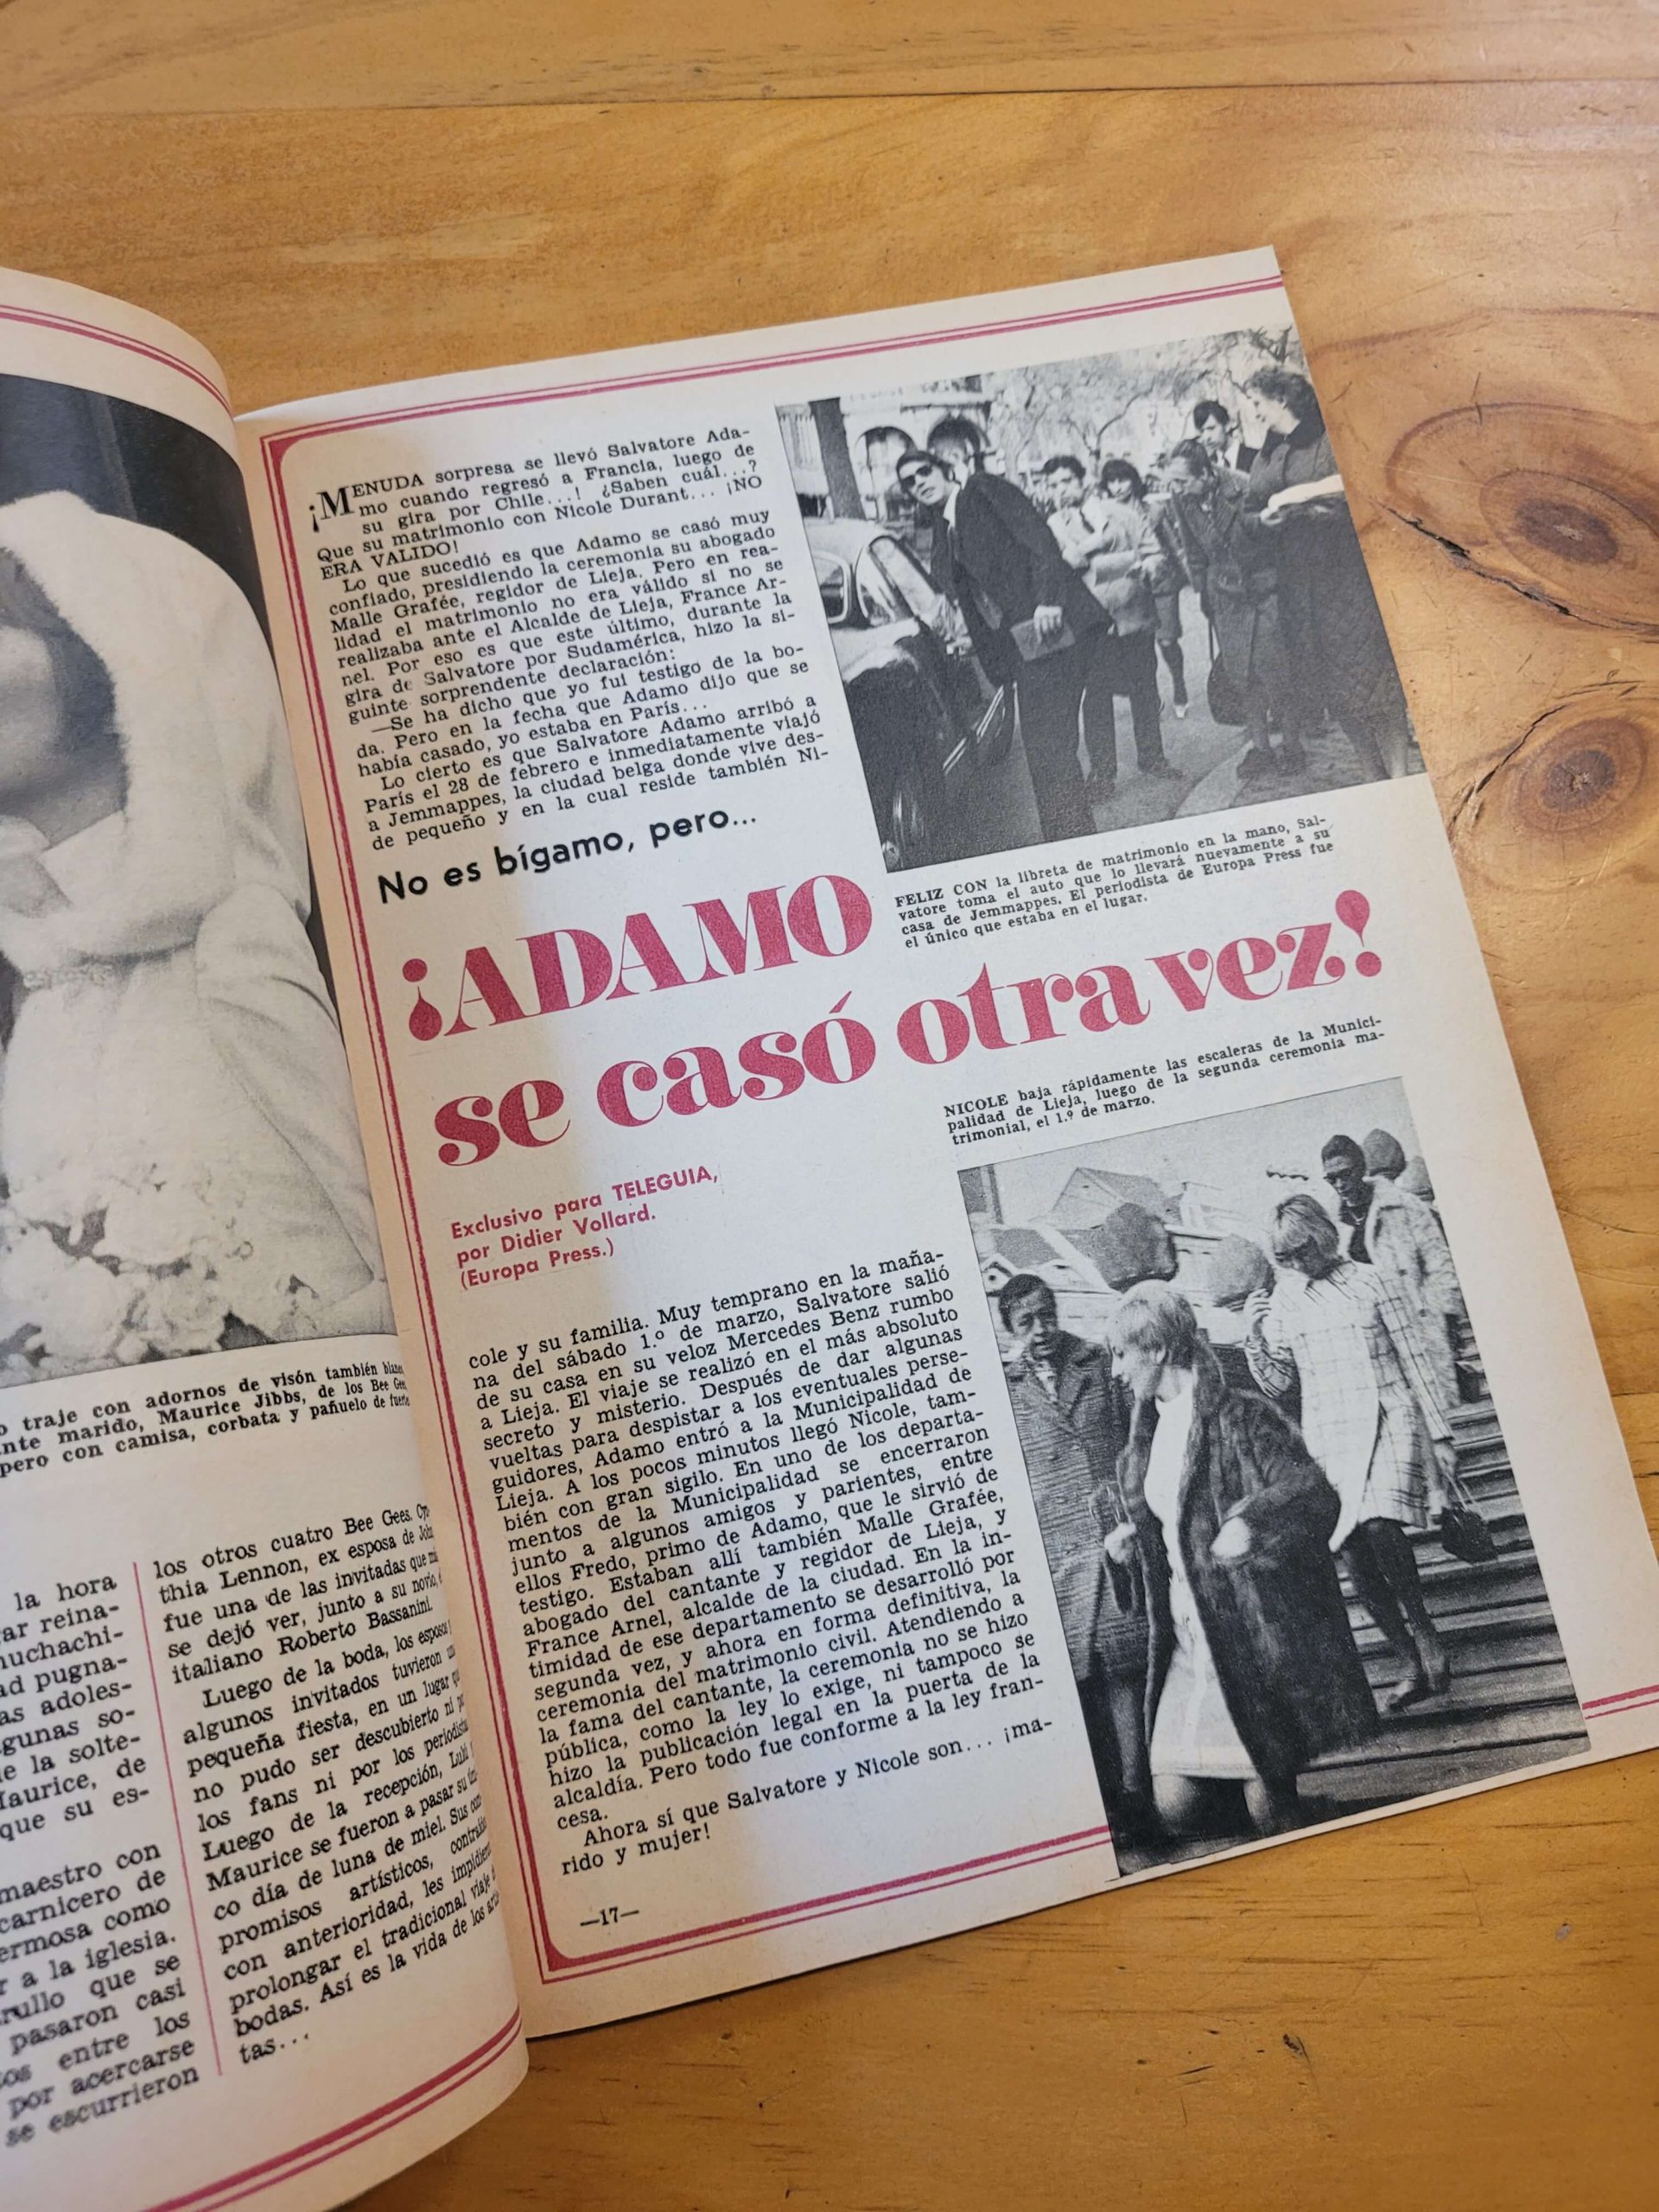 o traje con adornos de visón también
nte marido, Maurice Jibbs, de los Bee
pero con camisa, corbata y pañuelo de
la hora
ar reina-
uchachi-
ad pugna-
as adoles-
gunas so-
e la solte-
Maurice, de
que su es-
maestro con
carnicero de
ermosa como
r a la iglesia.
rullo que se
pasaron casi
tos entre los
por acercarse
se escurrieron
los otros cuatro Bee Gees.
thia Lennon, ex esposa de
fue una de las invitadas que
se dejó ver, junto a su novio,
italiano Roberto Bassanini.
Luego de la boda, los esposos
algunos invitados tuvieron
pequeña fiesta, en un lugar
no pudo ser descubierto ni
los fans ni por los
Luego de la recepción,
Maurice se fueron a pasar su
co día de luna de miel. Sus
promisos artísticos,
con anterioridad, les
prolongar el tradicional viaje
bodas. Así es la vida de los
tas...
¡MENUDA sorpresa se llevó Salvatore Ada-
mo cuando regresó a Francia, luego de
su gira por Chile...! ¿Saben cuál...?
Que su matrimonio con Nicole Durant... ¡NO
ERA VALIDO!
Lo que sucedió es que Adamo se casó muy
confiado, presidiendo la ceremonia su abogado
Malle Grafée, regidor de Lieja. Pero en rea-
lidad el matrimonio no era válido si no se
realizaba ante el Alcalde de Lieja, France Ar-
nel. Por eso es que este último, durante la
gira de Salvatore por Sudamérica, hizo la si-
guinte sorprendente declaración:
—Se ha dicho que yo fui testigo de la bo-
da. Pero en la fecha que Adamo dijo que se
había casado, yo estaba en París...
Lo cierto es que Salvatore Adamo arribó a
París el 28 de febrero e inmediatamente viajó
a Jemmappes, la ciudad belga donde vive des-
de pequeño y en la cual reside también Ni-
No es bígamo, pero...
¡ADAMO
se casó otra vez!
FELIZ CON la libreta de matrimonio en la mano, Sal-
vatore toma el auto que lo llevará nuevamente a su
casa de Jemmappes. El periodista de Europa Press fue
el único que estaba en el lugar.
NICOLE baja rápidamente las escaleras de la Munici-
palidad de Lieja, luego de la segunda ceremonia ma-
trimonial, el 1.º de marzo.
Exclusivo para TELEGUIA,
por Didier Vollard.
(Europa Press.)
cole y su familia. Muy temprano en la maña-
na del sábado 1.º de marzo, Salvatore salió
de su casa en su veloz Mercedes Benz rumbo
a Lieja. El viaje se realizó en el más absoluto
secreto y misterio. Después de dar algunas
vueltas para despistar a los eventuales perse-
guidores, Adamo entró a la Municipalidad de
Lieja. A los pocos minutos llegó Nicole, tam-
bién con gran sigilo. En uno de los departa-
mentos de la Municipalidad se encerraron
junto a algunos amigos y parientes, entre
ellos Fredo, primo de Adamo, que le sirvió de
testigo. Estaban allí también Malle Grafée,
abogado del cantante y regidor de Lieja, y
France Arnel, alcalde de la ciudad. En la in-
timidad de ese departamento se desarrolló por
segunda vez, y ahora en forma definitiva, la
ceremonia del matrimonio civil. Atendiendo a
la fama del cantante, la ceremonia no se hizo
pública, como la ley lo exige, ni tampoco se
hizo la publicación legal en la puerta de la
alcaldía. Pero todo fue conforme a la ley fran-
cesa.
Ahora sí que Salvatore y Nicole son... ¡ma-
rido y mujer!
—17—